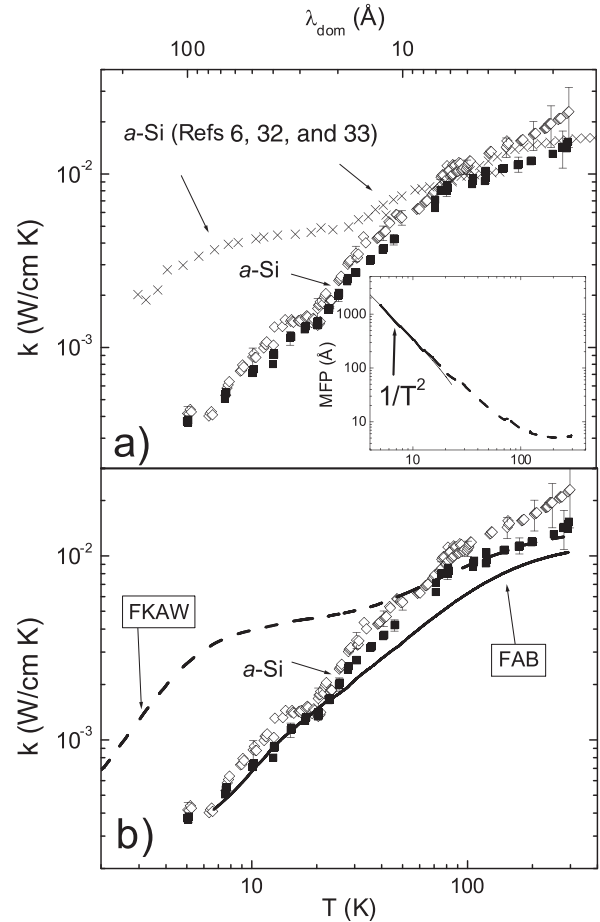 λdom (Å)
100 10
a-Si (Refs 6, 32, and 33)
10⁻²
k (W/cm K)
a-Si
10⁻³
a)
1000
MFP (Å)
100
1/T²
10
10 100
10⁻²
FKAW
k (W/cm K)
a-Si
FAB
10⁻³
b)
10 100
T (K)